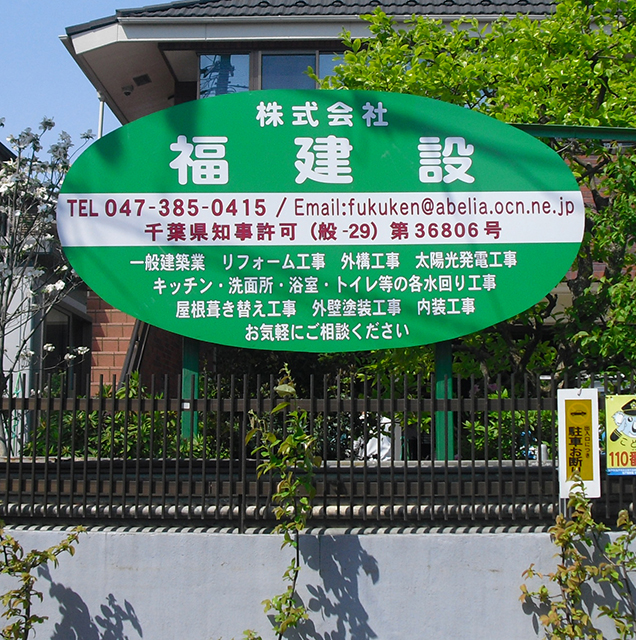 株式会社
福建設
TEL 047-385-0415 / Email:fukuken@abelia.ocn.ne.jp
千葉県知事許可 (般-29) 第36806号
一般建築業 リフォーム工事 外構工事 太陽光発電工事
キッチン・洗面所・浴室・トイレ等の各水回り工事
屋根葺き替え工事 外壁塗装工事 内装工事
お気軽にご相談ください
駐車お断り
110番